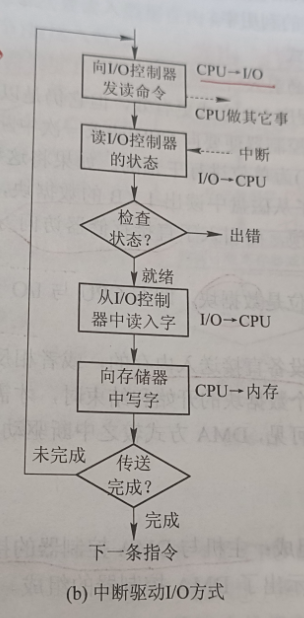 向I/O控制器
发读命令
CPU→I/O
CPU做其它事
读I/O控制器
的状态
中断
I/O→CPU
检查
状态?
出错
就绪
从I/O控制
器中读入字
I/O→CPU
向存储器
中写字
CPU→内存
未完成
传送
完成?
完成
下一条指令
(b) 中断驱动I/O方式